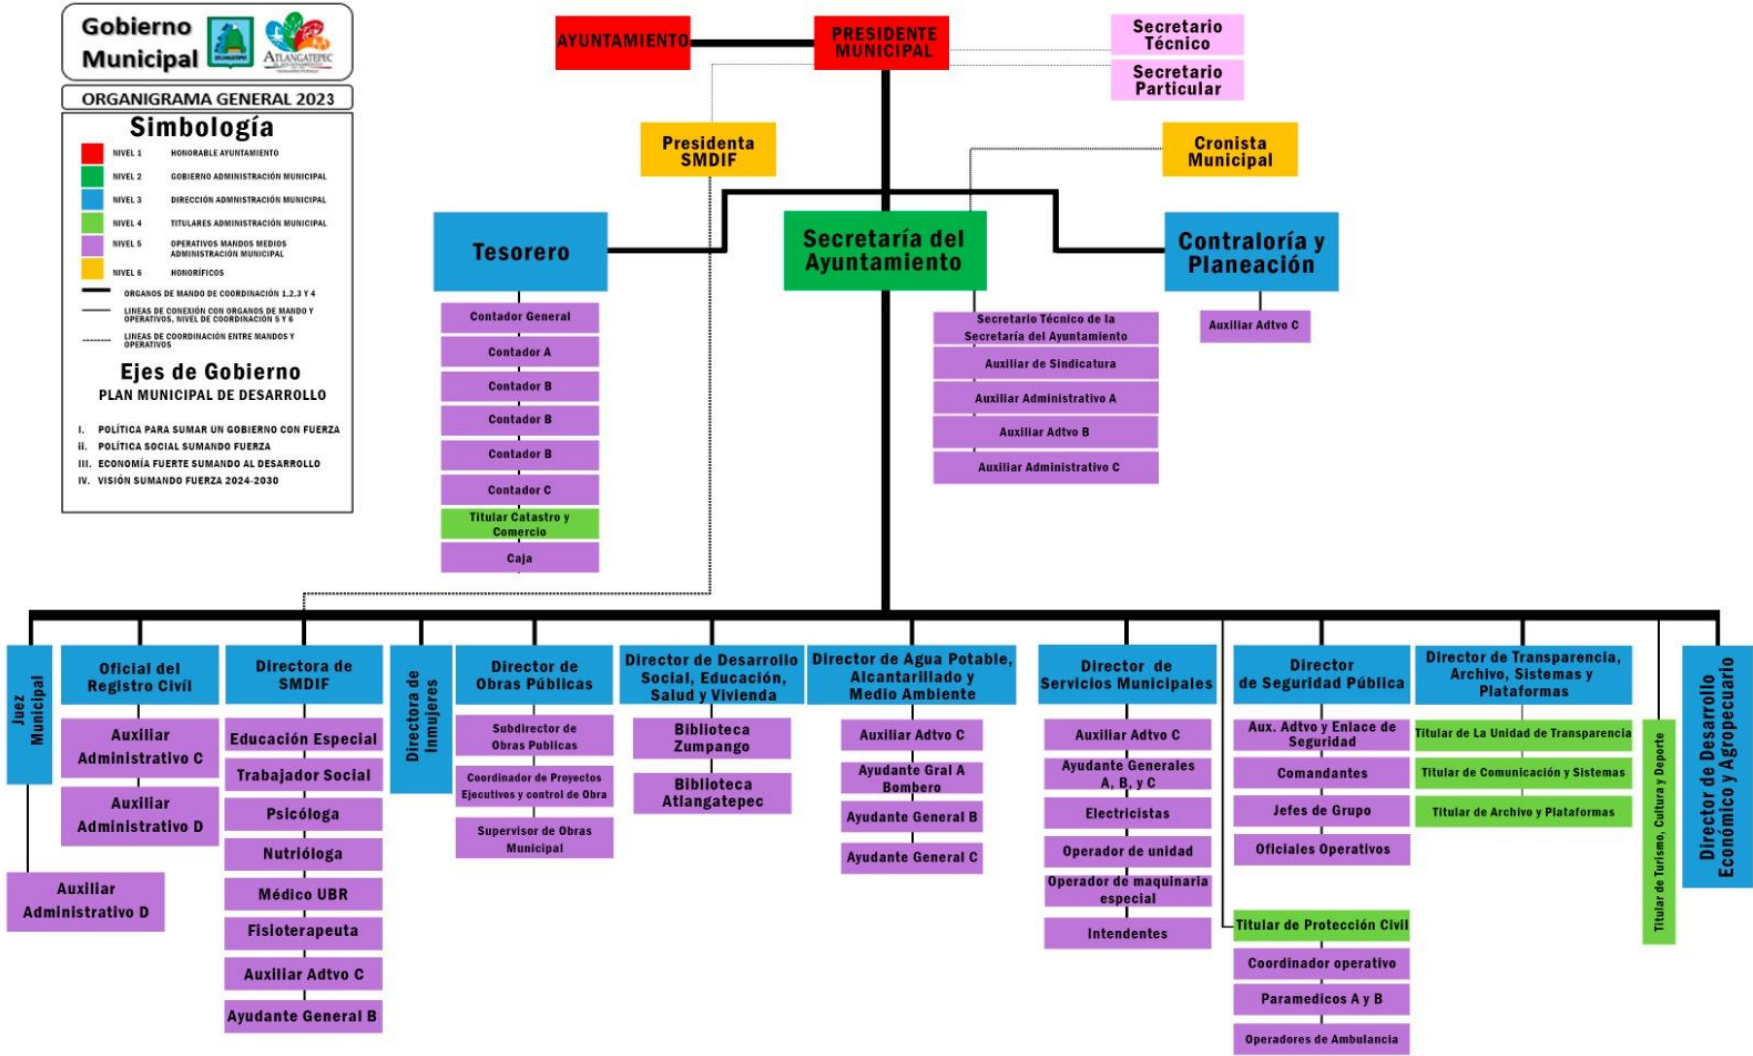 Gobierno
Municipal
ATLANGATEPEC
ORGANIGRAMA GENERAL 2023
Simbología
NIVEL 1 HONORABLE AYUNTAMIENTO
NIVEL 2 GOBIERNO ADMINISTRACIÓN MUNICIPAL
NIVEL 3 DIRECCIÓN ADMINISTRACIÓN MUNICIPAL
NIVEL 4 TITULARES ADMINISTRACIÓN MUNICIPAL
NIVEL 5 OPERATIVOS MANDOS MEDIOS
ADMINISTRACIÓN MUNICIPAL
NIVEL 6 HONORÍFICOS
ORGANOS DE MANDO DE COORDINACIÓN 1,2,3 Y 4
LINEAS DE CONEXIÓN CON ORGANOS DE MANDO Y
OPERATIVOS, NIVEL DE COORDINACIÓN 5 Y 6
LINEAS DE COORDINACIÓN ENTRE MANDOS Y
OPERATIVOS
Ejes de Gobierno
PLAN MUNICIPAL DE DESARROLLO
I. POLÍTICA PARA SUMAR UN GOBIERNO CON FUERZA
II. POLÍTICA SOCIAL SUMANDO FUERZA
III. ECONOMÍA FUERTE SUMANDO AL DESARROLLO
IV. VISIÓN SUMANDO FUERZA 2024-2030
AYUNTAMIENTO
PRESIDENTE
MUNICIPAL
Secretario
Técnico
Secretario
Particular
Presidenta
SMDIF
Cronista
Municipal
Tesorero
Secretaría del
Ayuntamiento
Contraloría y
Planeación
Contador General
Contador A
Contador B
Contador B
Contador B
Contador C
Titular Catastro y
Comercio
Caja
Secretario Técnico de la
Secretaría del Ayuntamiento
Auxiliar de Sindicatura
Auxiliar Administrativo A
Auxiliar Adtvo B
Auxiliar Administrativo C
Auxiliar Adtvo C
Juez
Municipal
Auxiliar
Administrativo D
Oficial del
Registro Civíl
Auxiliar
Administrativo C
Auxiliar
Administrativo D
Directora de
SMDIF
Educación Especial
Trabajador Social
Psicóloga
Nutrióloga
Médico UBR
Fisioterapeuta
Auxiliar Adtvo C
Ayudante General B
Directora de
Inmujeres
Director de
Obras Públicas
Subdirector de
Obras Publicas
Coordinador de Proyectos
Ejecutivos y control de Obra
Supervisor de Obras
Municipal
Director de Desarrollo
Social, Educación,
Salud y Vivienda
Biblioteca
Zumpango
Biblioteca
Atlangatepec
Director de Agua Potable,
Alcantarillado y
Medio Ambiente
Auxiliar Adtvo C
Ayudante Gral A
Bombero
Ayudante General B
Ayudante General C
Director de
Servicios Municipales
Auxiliar Adtvo C
Ayudante Generales
A, B, y C
Electricistas
Operador de unidad
Operador de maquinaria
especial
Intendentes
Director
de Seguridad Pública
Aux. Adtvo y Enlace de
Seguridad
Comandantes
Jefes de Grupo
Oficiales Operativos
Titular de Protección Civil
Coordinador operativo
Paramedicos A y B
Operadores de Ambulancia
Director de Transparencia,
Archivo, Sistemas y
Plataformas
Titular de La Unidad de Transparencia
Titular de Comunicación y Sistemas
Titular de Archivo y Plataformas
Titular de Turismo, Cultura y Deporte
Director de Desarrollo
Económico y Agropecuario